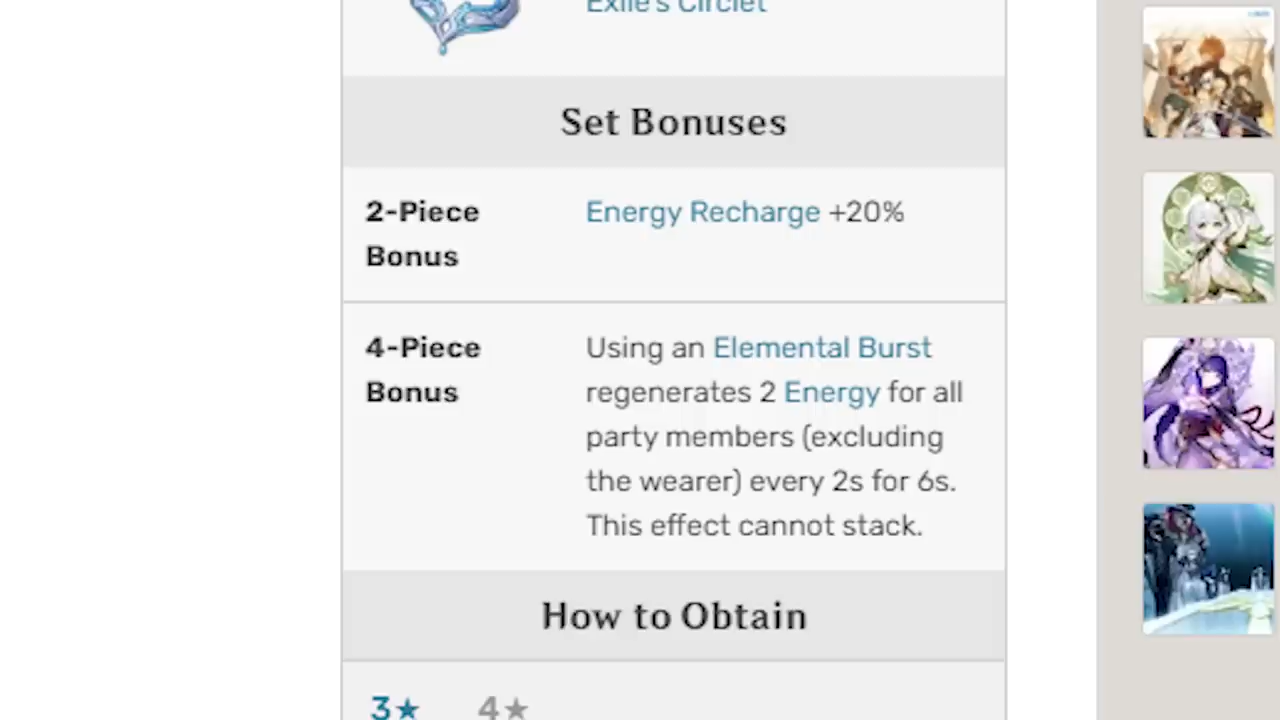 Exile's Circlet
Set Bonuses
2-Piece
Bonus
Energy Recharge +20%
4-Piece
Bonus
Using an Elemental Burst
regenerates 2 Energy for all
party members (excluding
the wearer) every 2s for 6s.
This effect cannot stack.
How to Obtain
3★ 4★